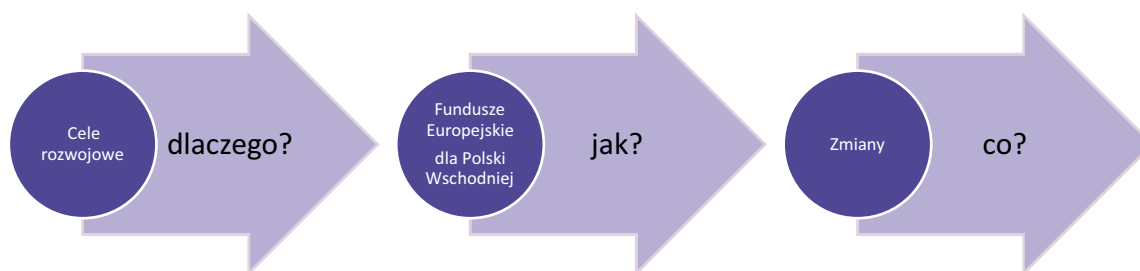 Cele
rozwojowe
dlaczego?
Fundusze
Europejskie
dla Polski
Wschodniej
jak?
Zmiany
co?